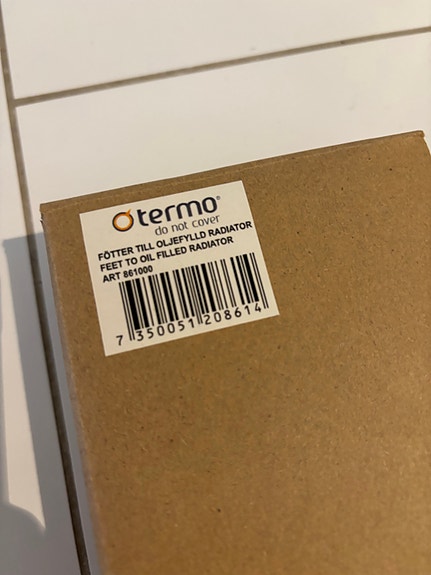 termo®
do not cover
FÖTTER TILL OLJEFYLLD RADIATOR
FEET TO OIL FILLED RADIATOR
ART 861000
7 350051 208614